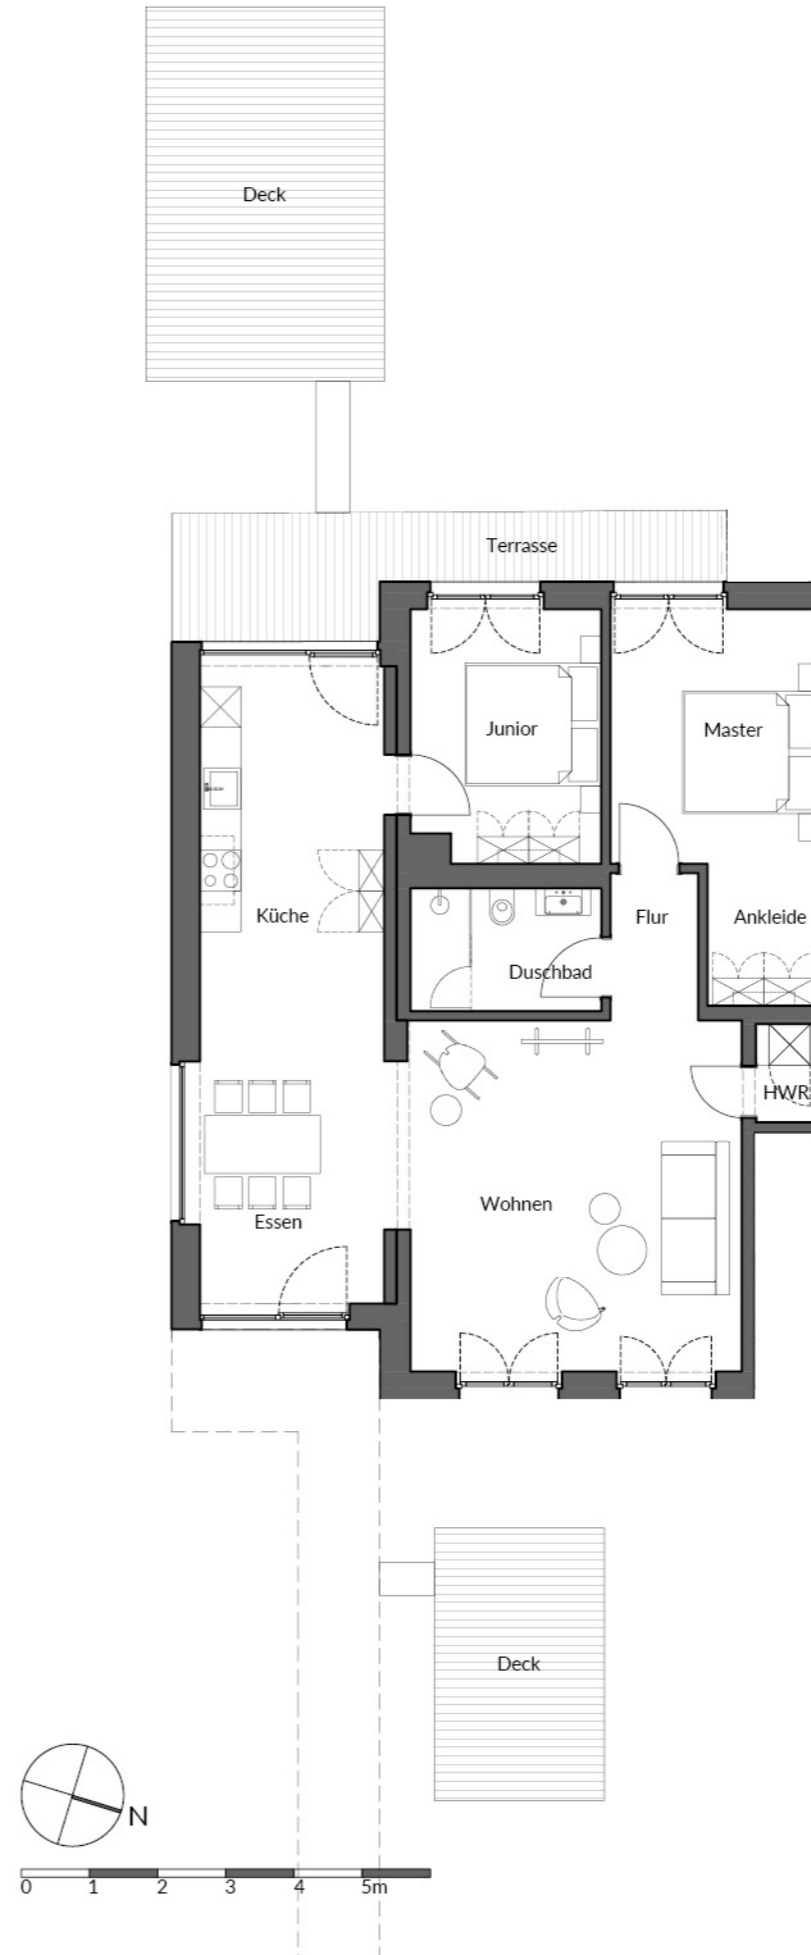 Deck
Terrasse
Junior
Master
Küche
Flur
Ankleide
Duschbad
HWR
Wohnen
Essen
Deck
N
0 1 2 3 4 5m